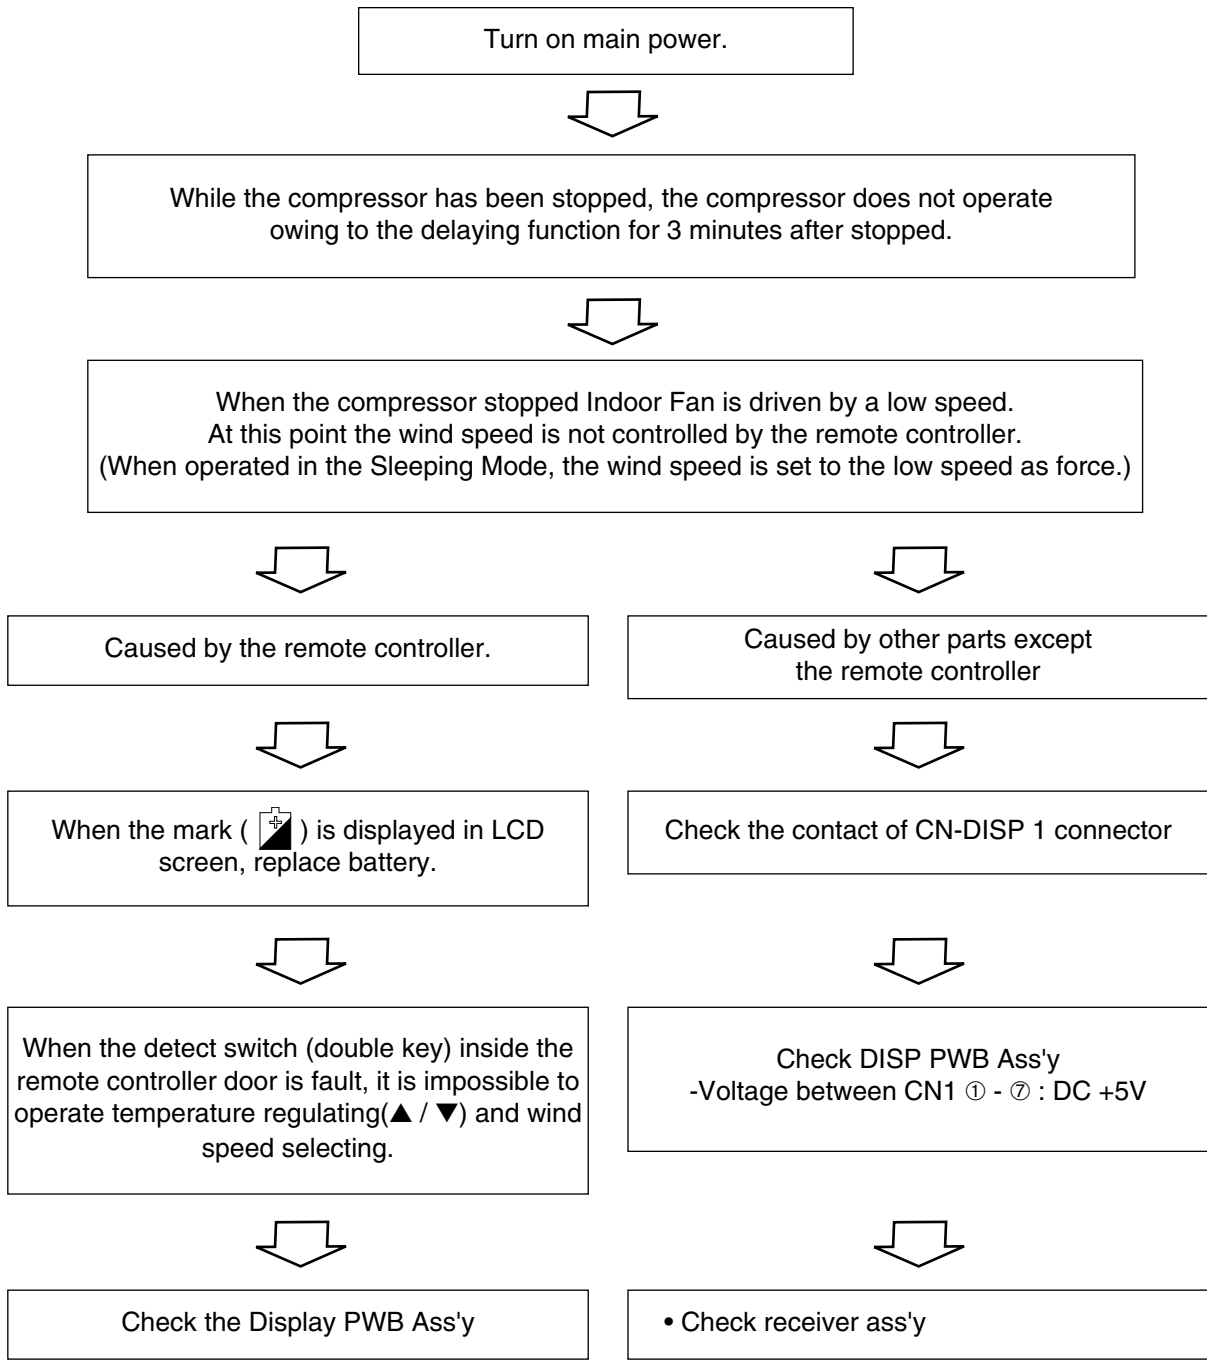 Turn on main power.
While the compressor has been stopped, the compressor does not operate
owing to the delaying function for 3 minutes after stopped.
When the compressor stopped Indoor Fan is driven by a low speed.
At this point the wind speed is not controlled by the remote controller.
(When operated in the Sleeping Mode, the wind speed is set to the low speed as force.)
Caused by the remote controller.
When the mark ( ) is displayed in LCD
screen, replace battery.
When the detect switch (double key) inside the
remote controller door is fault, it is impossible to
operate temperature regulating(▲ / ▼) and wind
speed selecting.
Check the Display PWB Ass'y
Caused by other parts except
the remote controller
Check the contact of CN-DISP 1 connector
Check DISP PWB Ass'y
-Voltage between CN1 ① - ⑦ : DC +5V
• Check receiver ass'y